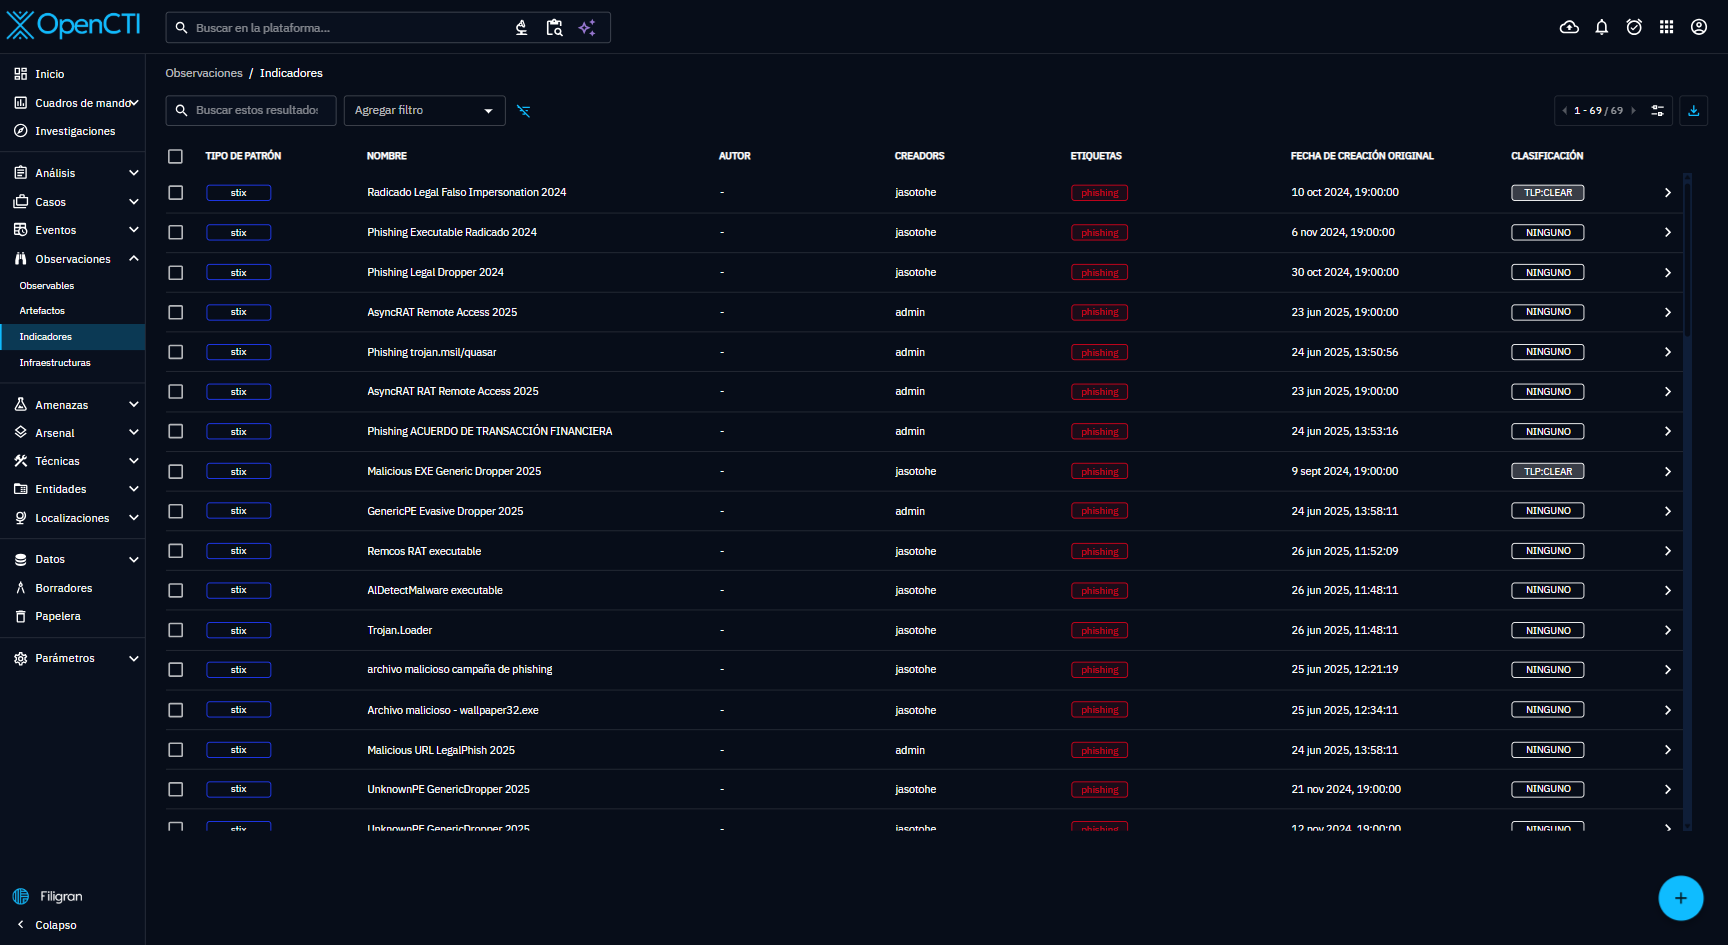 OpenCTI
Buscar en la plataforma...
Inicio
Cuadros de mando
Investigaciones
Análisis
Casos
Eventos
Observaciones
Observables
Artefactos
Indicadores
Infraestructuras
Amenazas
Arsenal
Técnicas
Entidades
Localizaciones
Datos
Borradores
Papelera
Parámetros
Filigran
Colapso
Observaciones / Indicadores
Buscar estos resultados
Agregar filtro
1 - 69 / 69
TIPO DE PATRÓN NOMBRE AUTOR CREADORS ETIQUETAS FECHA DE CREACIÓN ORIGINAL CLASIFICACIÓN
stix Radicado Legal Falso Impersonation 2024 - jasotohe phishing 10 oct 2024, 19:00:00 TLP:CLEAR
stix Phishing Executable Radicado 2024 - jasotohe phishing 6 nov 2024, 19:00:00 NINGUNO
stix Phishing Legal Dropper 2024 - jasotohe phishing 30 oct 2024, 19:00:00 NINGUNO
stix AsyncRAT Remote Access 2025 - admin phishing 23 jun 2025, 19:00:00 NINGUNO
stix Phishing trojan.msil/quasar - admin phishing 24 jun 2025, 13:50:56 NINGUNO
stix AsyncRAT RAT Remote Access 2025 - admin phishing 23 jun 2025, 19:00:00 NINGUNO
stix Phishing ACUERDO DE TRANSACCIÓN FINANCIERA - admin phishing 24 jun 2025, 13:53:16 NINGUNO
stix Malicious EXE Generic Dropper 2025 - jasotohe phishing 9 sept 2024, 19:00:00 TLP:CLEAR
stix GenericPE Evasive Dropper 2025 - admin phishing 24 jun 2025, 13:58:11 NINGUNO
stix Remcos RAT executable - jasotohe phishing 26 jun 2025, 11:52:09 NINGUNO
stix AIDetectMalware executable - jasotohe phishing 26 jun 2025, 11:48:11 NINGUNO
stix Trojan.Loader - jasotohe phishing 26 jun 2025, 11:48:11 NINGUNO
stix archivo malicioso campaña de phishing - jasotohe phishing 25 jun 2025, 12:21:19 NINGUNO
stix Archivo malicioso - wallpaper32.exe - jasotohe phishing 25 jun 2025, 12:34:11 NINGUNO
stix Malicious URL LegalPhish 2025 - admin phishing 24 jun 2025, 13:58:11 NINGUNO
stix UnknownPE GenericDropper 2025 - jasotohe phishing 21 nov 2024, 19:00:00 NINGUNO
stix UnknownPE GenericDropper 2025 - jasotohe phishing 12 nov 2024, 19:00:00 NINGUNO